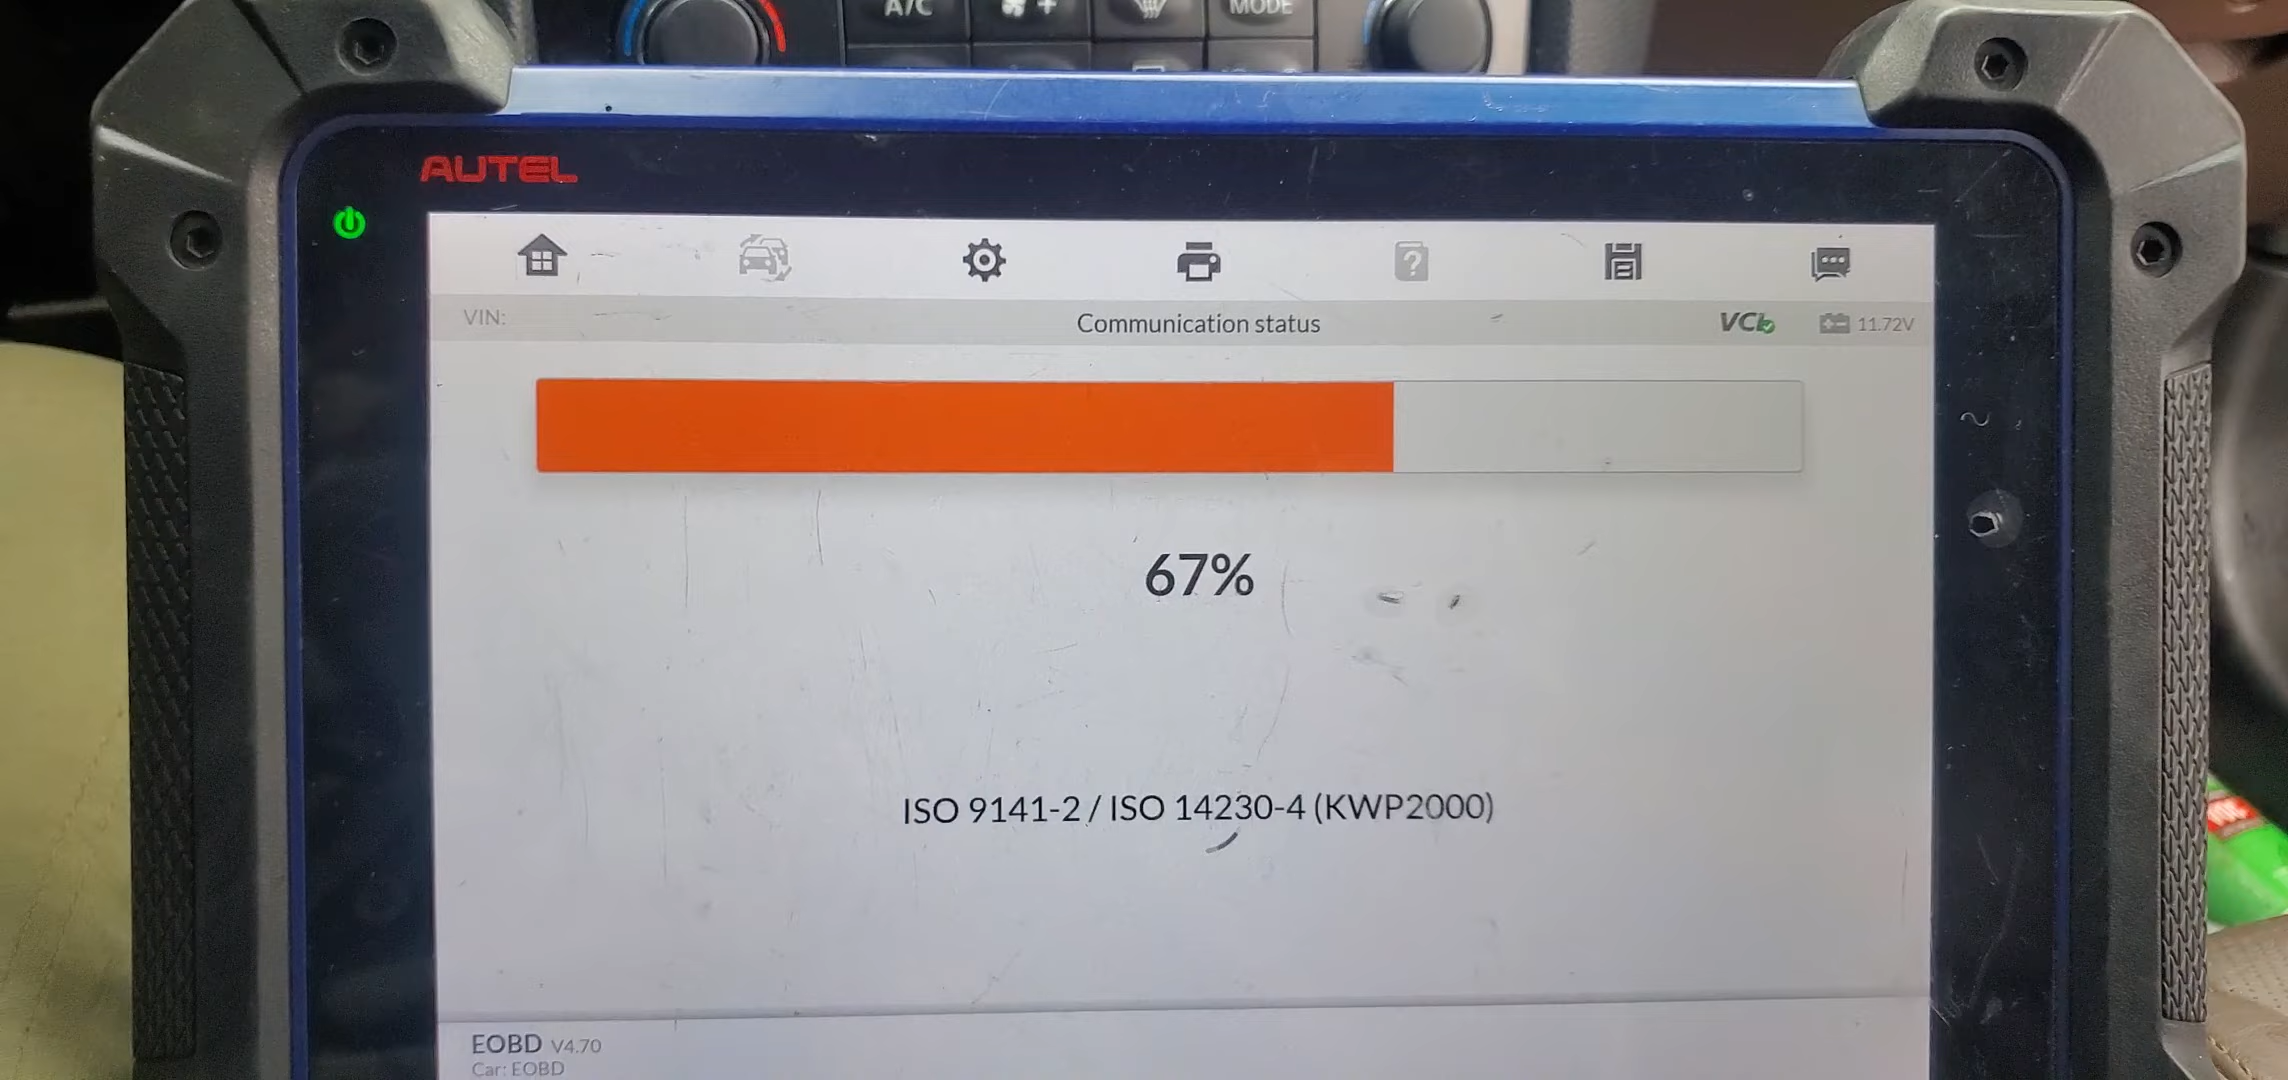 A/C
+
MODE
AUTEL
VIN:
Communication status
VCI
11.72V
67%
ISO 9141-2 / ISO 14230-4 (KWP2000)
EOBD V4.70
Car: EOBD